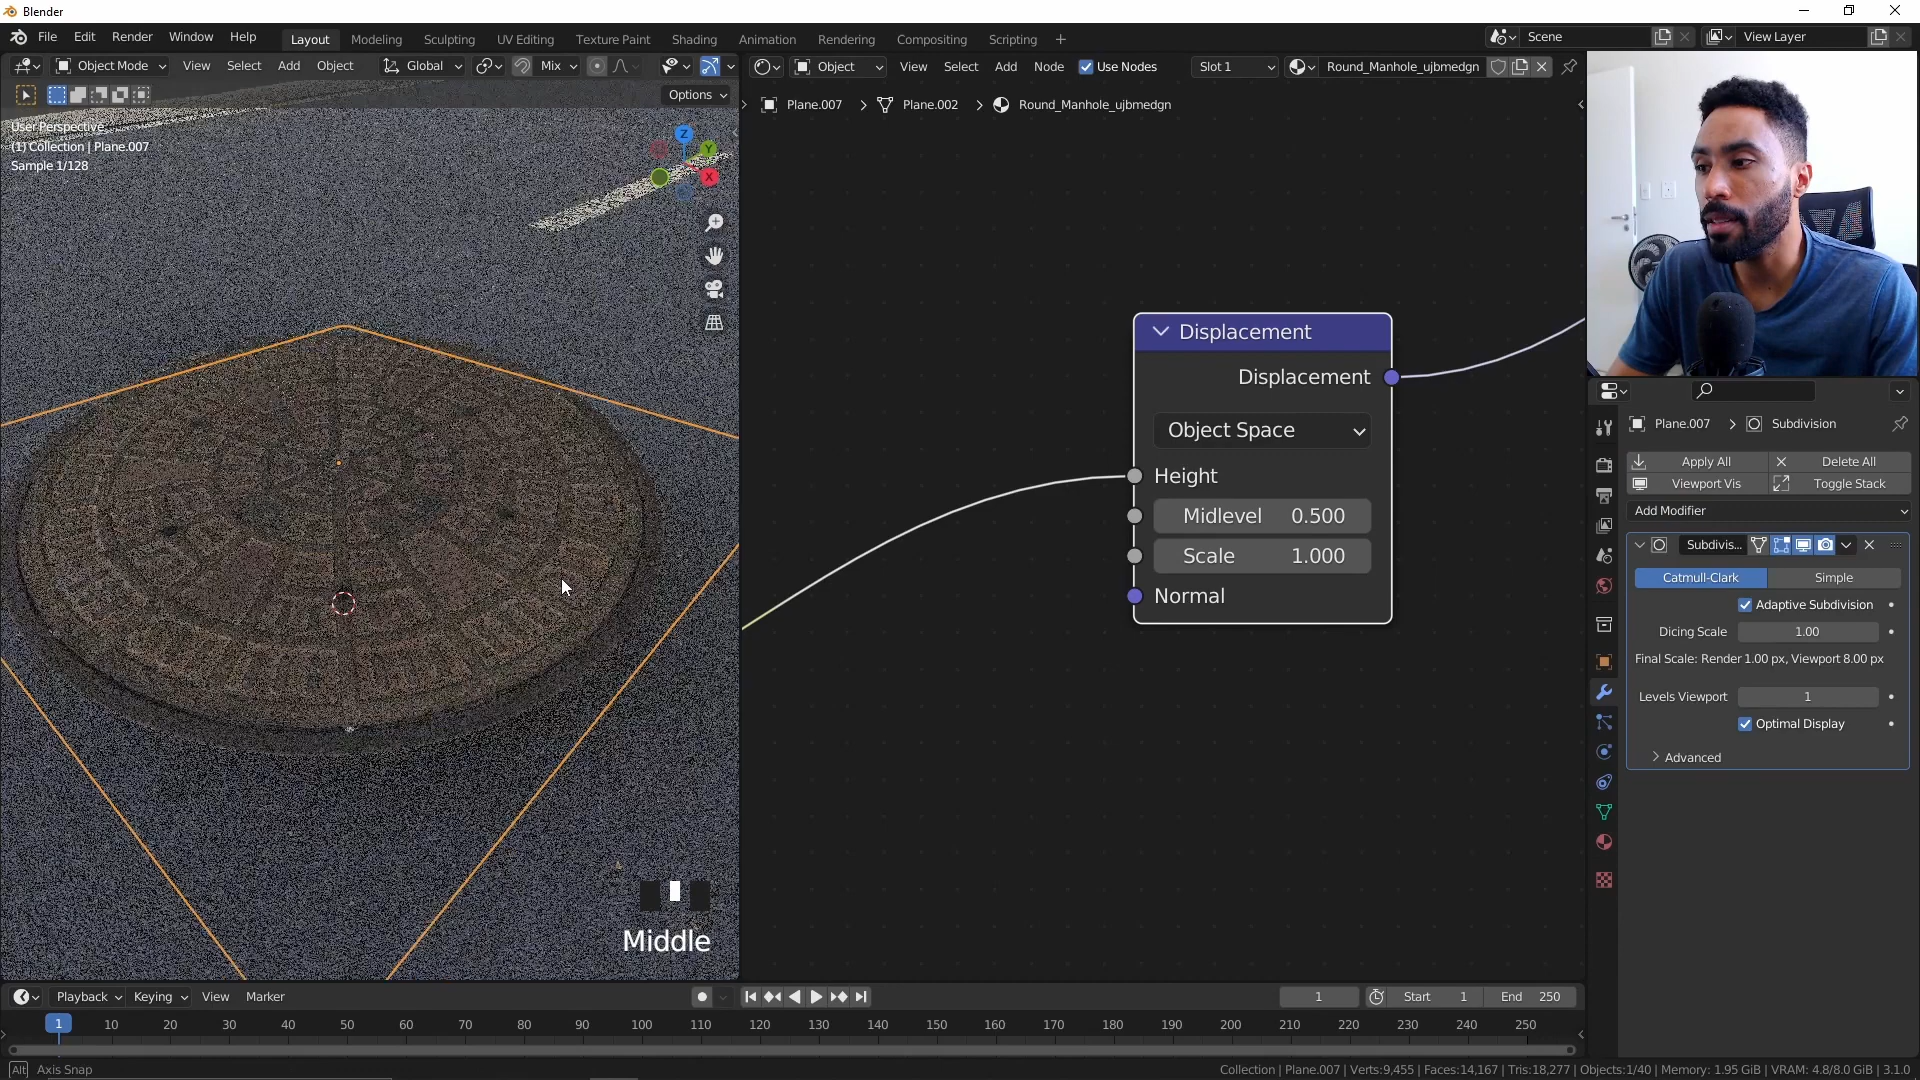 Blender
File Edit Render Window Help
Layout Modeling Sculpting UV Editing Texture Paint Shading Animation Rendering Compositing Scripting +
Scene
View Layer
Object Mode View Select Add Object Global Mix
Options
User Perspective
(1) Collection | Plane.007
Sample 1/128
Z
Y
X
Object View Select Add Node Use Nodes Slot 1 Round_Manhole_ujbmedgn
Plane.007 > Plane.002 > Round_Manhole_ujbmedgn
Displacement
Displacement
Object Space
Height
Midlevel 0.500
Scale 1.000
Normal
Middle
Plane.007 > Subdivision
Apply All Delete All
Viewport Vis Toggle Stack
Add Modifier
Subdivis...
Catmull-Clark Simple
Adaptive Subdivision
Dicing Scale 1.00
Final Scale: Render 1.00 px, Viewport 8.00 px
Levels Viewport 1
Optimal Display
Advanced
Playback Keying View Marker
1 Start 1 End 250
1 10 20 30 40 50 60 70 80 90 100 110 120 130 140 150 160 170 180 190 200 210 220 230 240 250
Alt Axis Snap
Collection | Plane.007 | Verts:9,455 | Faces:14,167 | Tris:18,277 | Objects:1/40 | Memory: 1.95 GiB | VRAM: 4.8/8.0 GiB | 3.1.0